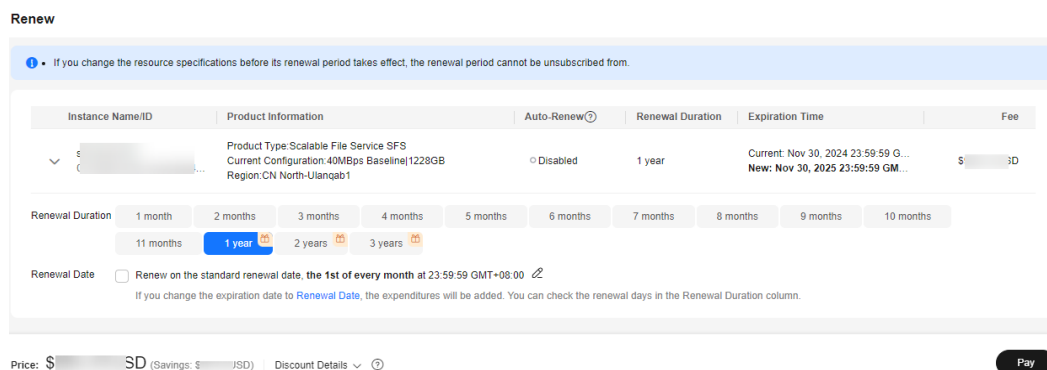 Renew
If you change the resource specifications before its renewal period takes effect, the renewal period cannot be unsubscribed from.
Instance Name/ID Product Information Auto-Renew Renewal Duration Expiration Time Fee
Product Type:Scalable File Service SFS
Current Configuration:40MBps Baseline|1228GB
Region:CN North-Ulanqab1
Disabled
1 year
Current: Nov 30, 2024 23:59:59 G...
New: Nov 30, 2025 23:59:59 GM...
Renewal Duration 1 month 2 months 3 months 4 months 5 months 6 months 7 months 8 months 9 months 10 months
11 months 1 year 2 years 3 years
Renewal Date Renew on the standard renewal date, the 1st of every month at 23:59:59 GMT+08:00
If you change the expiration date to Renewal Date, the expenditures will be added. You can check the renewal days in the Renewal Duration column.
Price: $ SD (Savings: $ USD) Discount Details
Pay